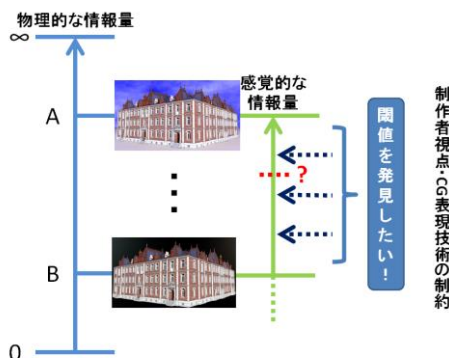 物理的な情報量
∞
A
感覚的な
情報量
?
B
0
閾値を発見したい!
制作者視点・CG表現技術の制約